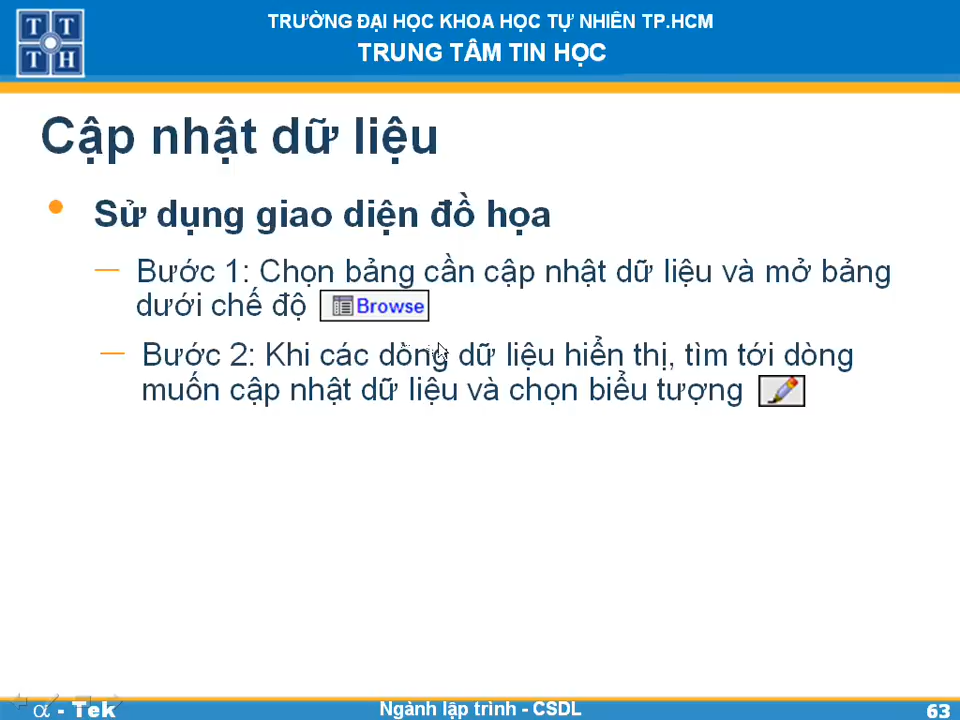 TRƯỜNG ĐẠI HỌC KHOA HỌC TỰ NHIÊN TP.HCM
TRUNG TÂM TIN HỌC
T T
T H
Cập nhật dữ liệu
• Sử dụng giao diện đồ họa
— Bước 1: Chọn bảng cần cập nhật dữ liệu và mở bảng
dưới chế độ Browse
— Bước 2: Khi các dòng dữ liệu hiển thị, tìm tới dòng
muốn cập nhật dữ liệu và chọn biểu tượng
α - Tek
Ngành lập trình - CSDL
63